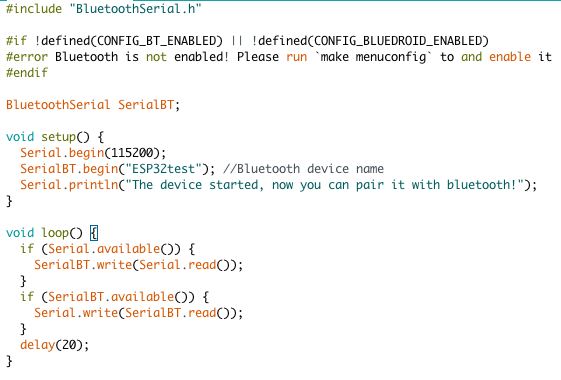 #include "BluetoothSerial.h"
#if !defined(CONFIG_BT_ENABLED) || !defined(CONFIG_BLUEDROID_ENABLED)
#error Bluetooth is not enabled! Please run `make menuconfig` to and enable it
#endif
BluetoothSerial SerialBT;
void setup() {
  Serial.begin(115200);
  SerialBT.begin("ESP32test"); //Bluetooth device name
  Serial.println("The device started, now you can pair it with bluetooth!");
}
void loop() {
  if (Serial.available()) {
    SerialBT.write(Serial.read());
  }
  if (SerialBT.available()) {
    Serial.write(SerialBT.read());
  }
  delay(20);
}